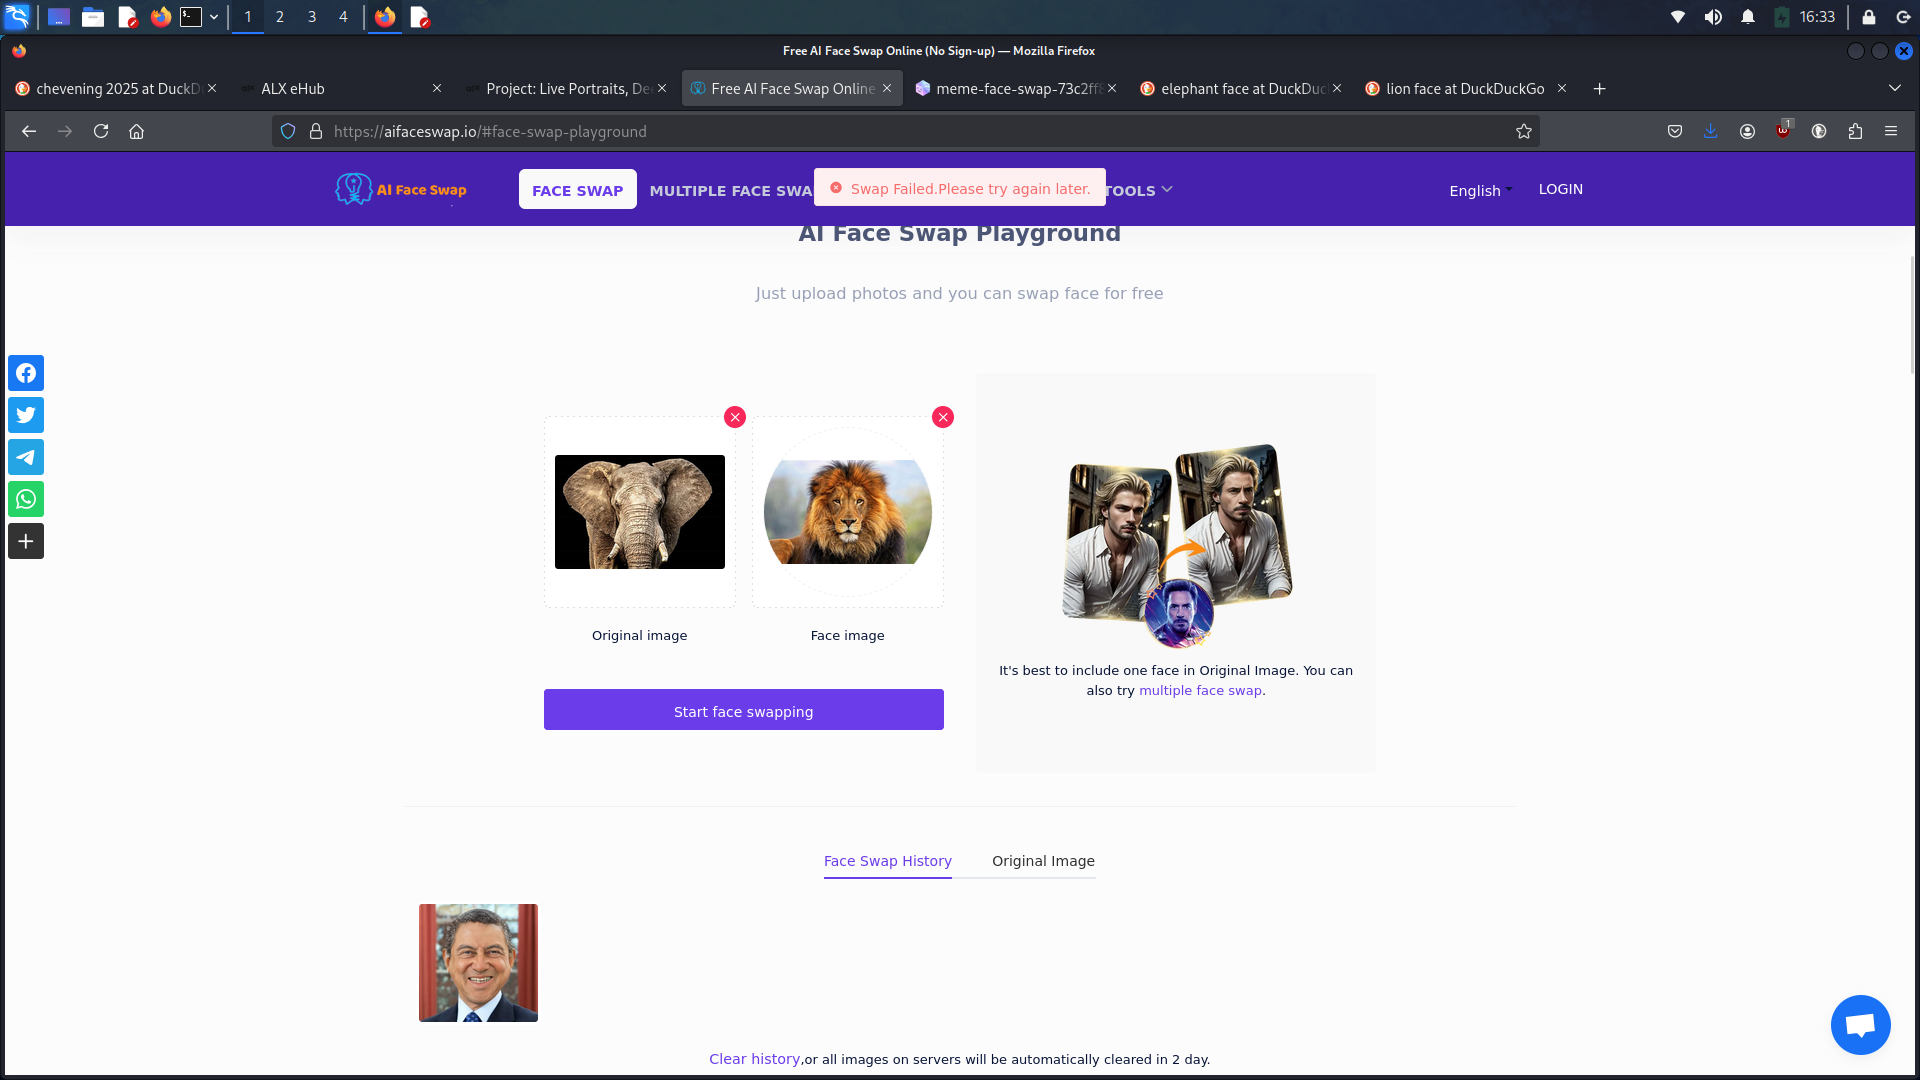 1 2 3 4
16:33
Free AI Face Swap Online (No Sign-up) — Mozilla Firefox
chevening 2025 at DuckD
ALX eHub
Project: Live Portraits, De
Free AI Face Swap Online
meme-face-swap-73c2ff8
elephant face at DuckDuc
lion face at DuckDuckGo
https://aifaceswap.io/#face-swap-playground
1
AI Face Swap
FACE SWAP
MULTIPLE FACE SWA
Swap Failed.Please try again later.
TOOLS
English
LOGIN
AI Face Swap Playground
Just upload photos and you can swap face for free
Original image
Face image
Start face swapping
It's best to include one face in Original Image. You can
also try multiple face swap.
Face Swap History
Original Image
Clear history,or all images on servers will be automatically cleared in 2 day.